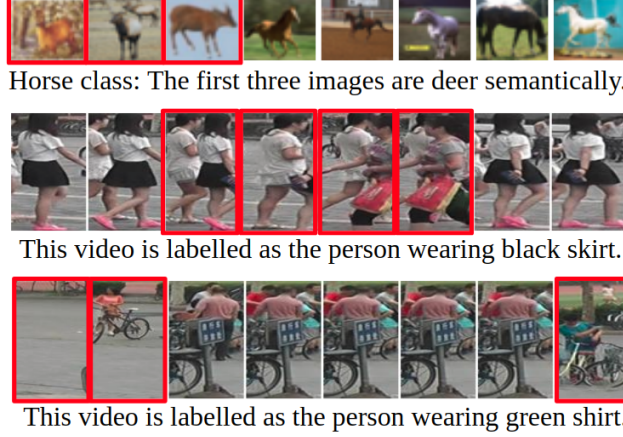 Horse class: The first three images are deer semantically.
This video is labelled as the person wearing black skirt.
This video is labelled as the person wearing green shirt.